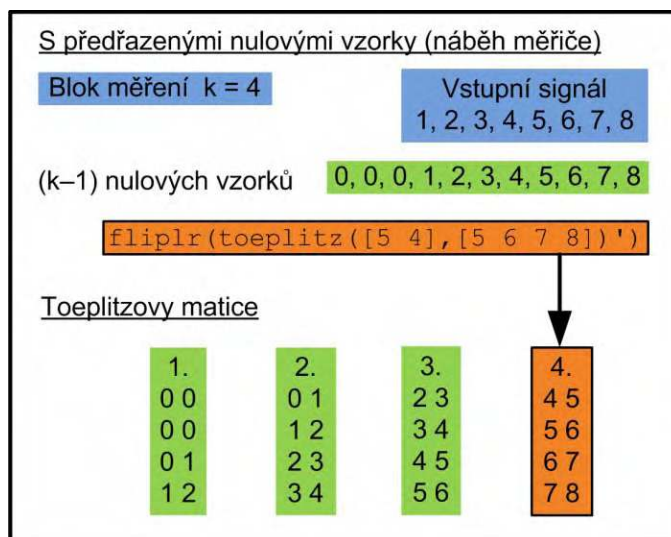 S předřazenými nulovými vzorky (náběh měřiče)
Blok měření k = 4
Vstupní signál
1, 2, 3, 4, 5, 6, 7, 8
(k–1) nulových vzorků
0, 0, 0, 1, 2, 3, 4, 5, 6, 7, 8
fliplr(toeplitz([5 4],[5 6 7 8])')
Toeplitzovy matice
1. 2. 3. 4.
0 0 0 1 2 3 4 5
0 0 1 2 3 4 5 6
0 1 2 3 4 5 6 7
1 2 3 4 5 6 7 8